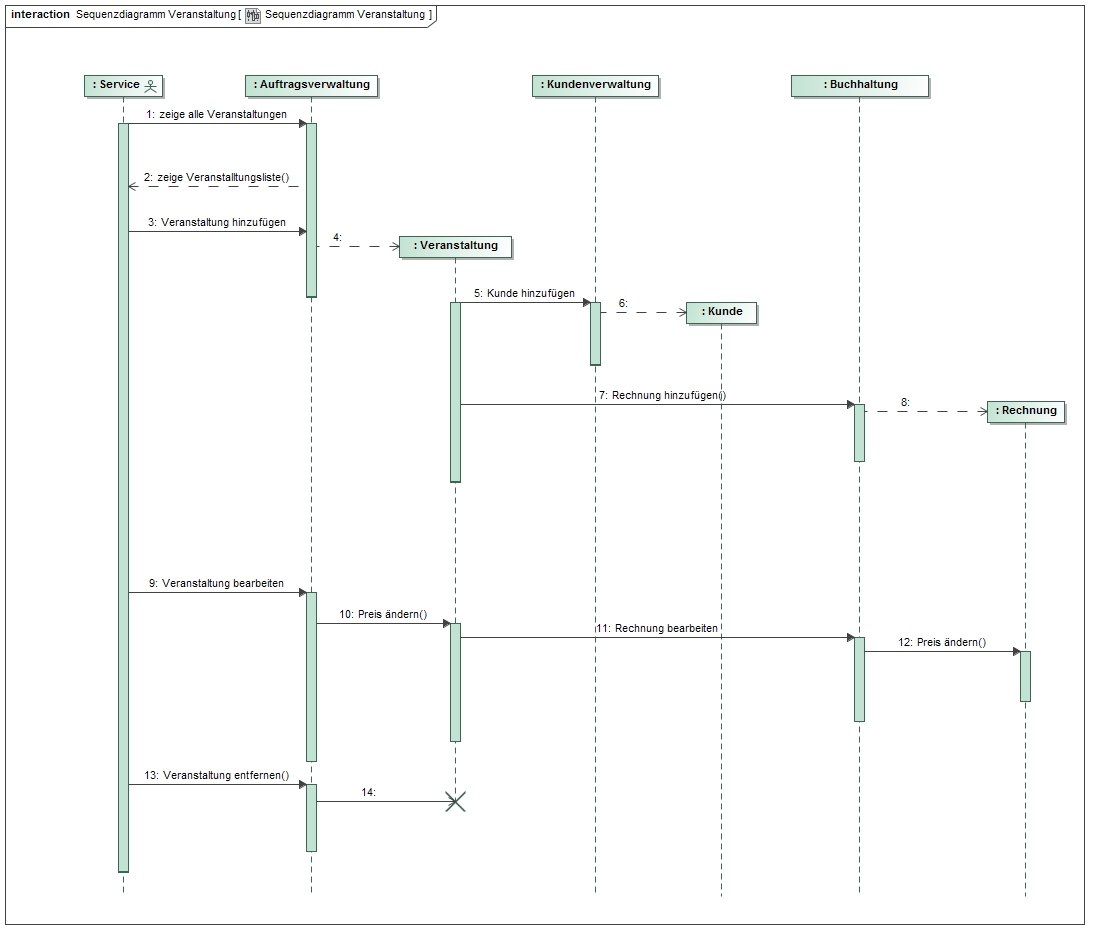 interaction Sequenzdiagramm Veranstaltung [ Sequenzdiagramm Veranstaltung ]
: Service
: Auftragsverwaltung
: Kundenverwaltung
: Buchhaltung
1: zeige alle Veranstaltungen
2: zeige Veranstalltungsliste()
3: Veranstaltung hinzufügen
4:
: Veranstaltung
5: Kunde hinzufügen
6:
: Kunde
7: Rechnung hinzufügen()
8:
: Rechnung
9: Veranstaltung bearbeiten
10: Preis ändern()
11: Rechnung bearbeiten
12: Preis ändern()
13: Veranstaltung entfernen()
14: